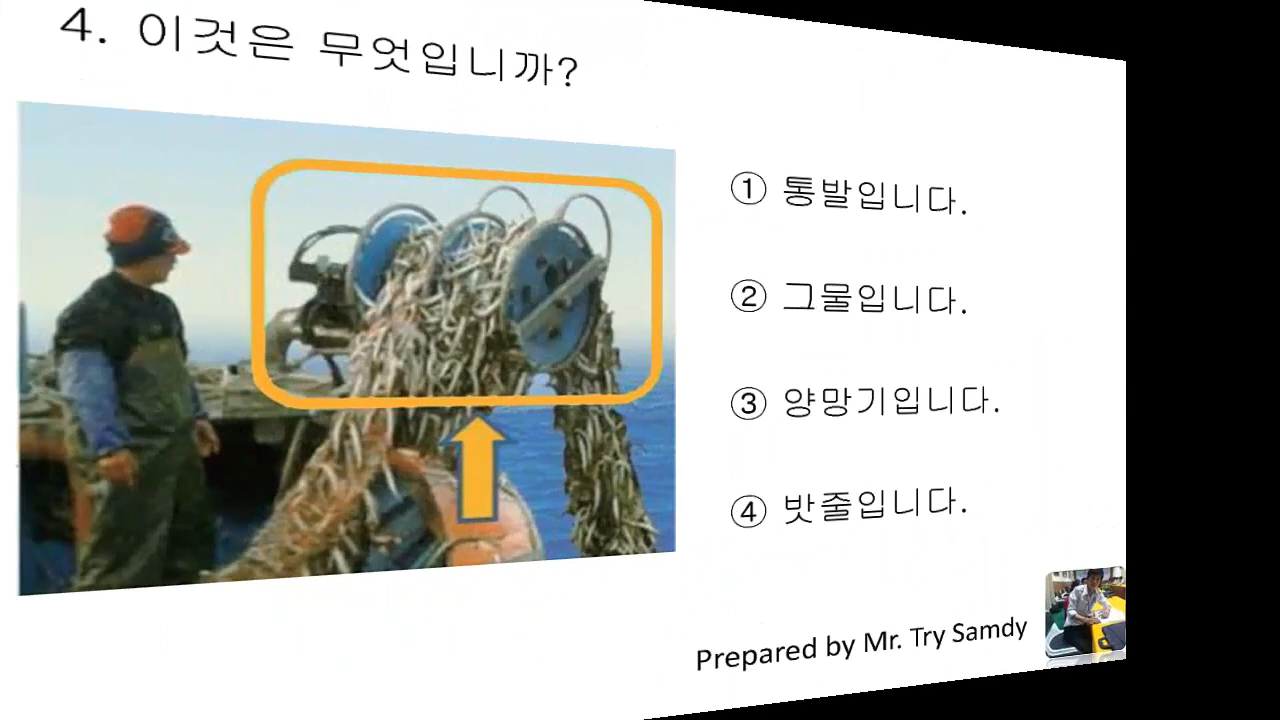 4. 이것은 무엇입니까?
① 통발입니다.
② 그물입니다.
③ 양망기입니다.
④ 밧줄입니다.
Prepared by Mr. Try Samdy